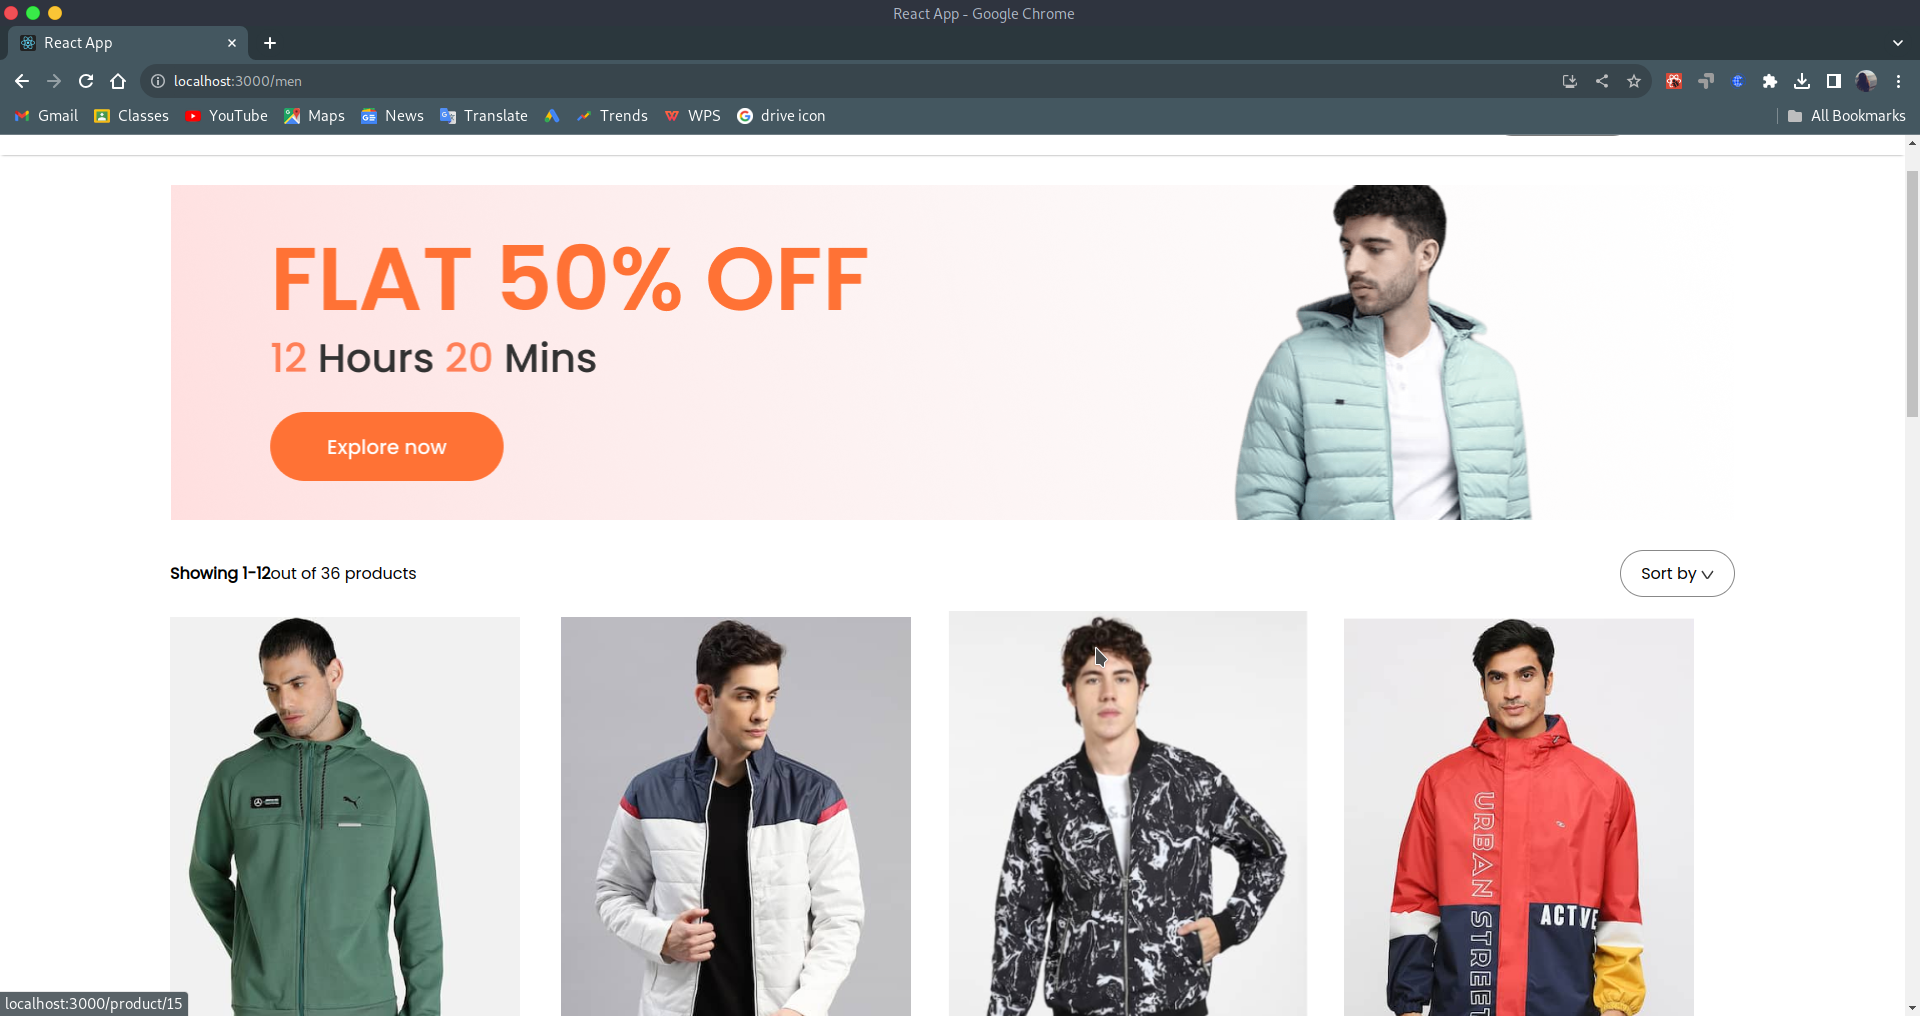 React App - Google Chrome
React App
localhost:3000/men
Gmail Classes YouTube Maps News Translate Trends WPS drive icon All Bookmarks
FLAT 50% OFF
12 Hours 20 Mins
Explore now
Showing 1-12out of 36 products
Sort by
URBAN STREET
ACTIVE
localhost:3000/product/15